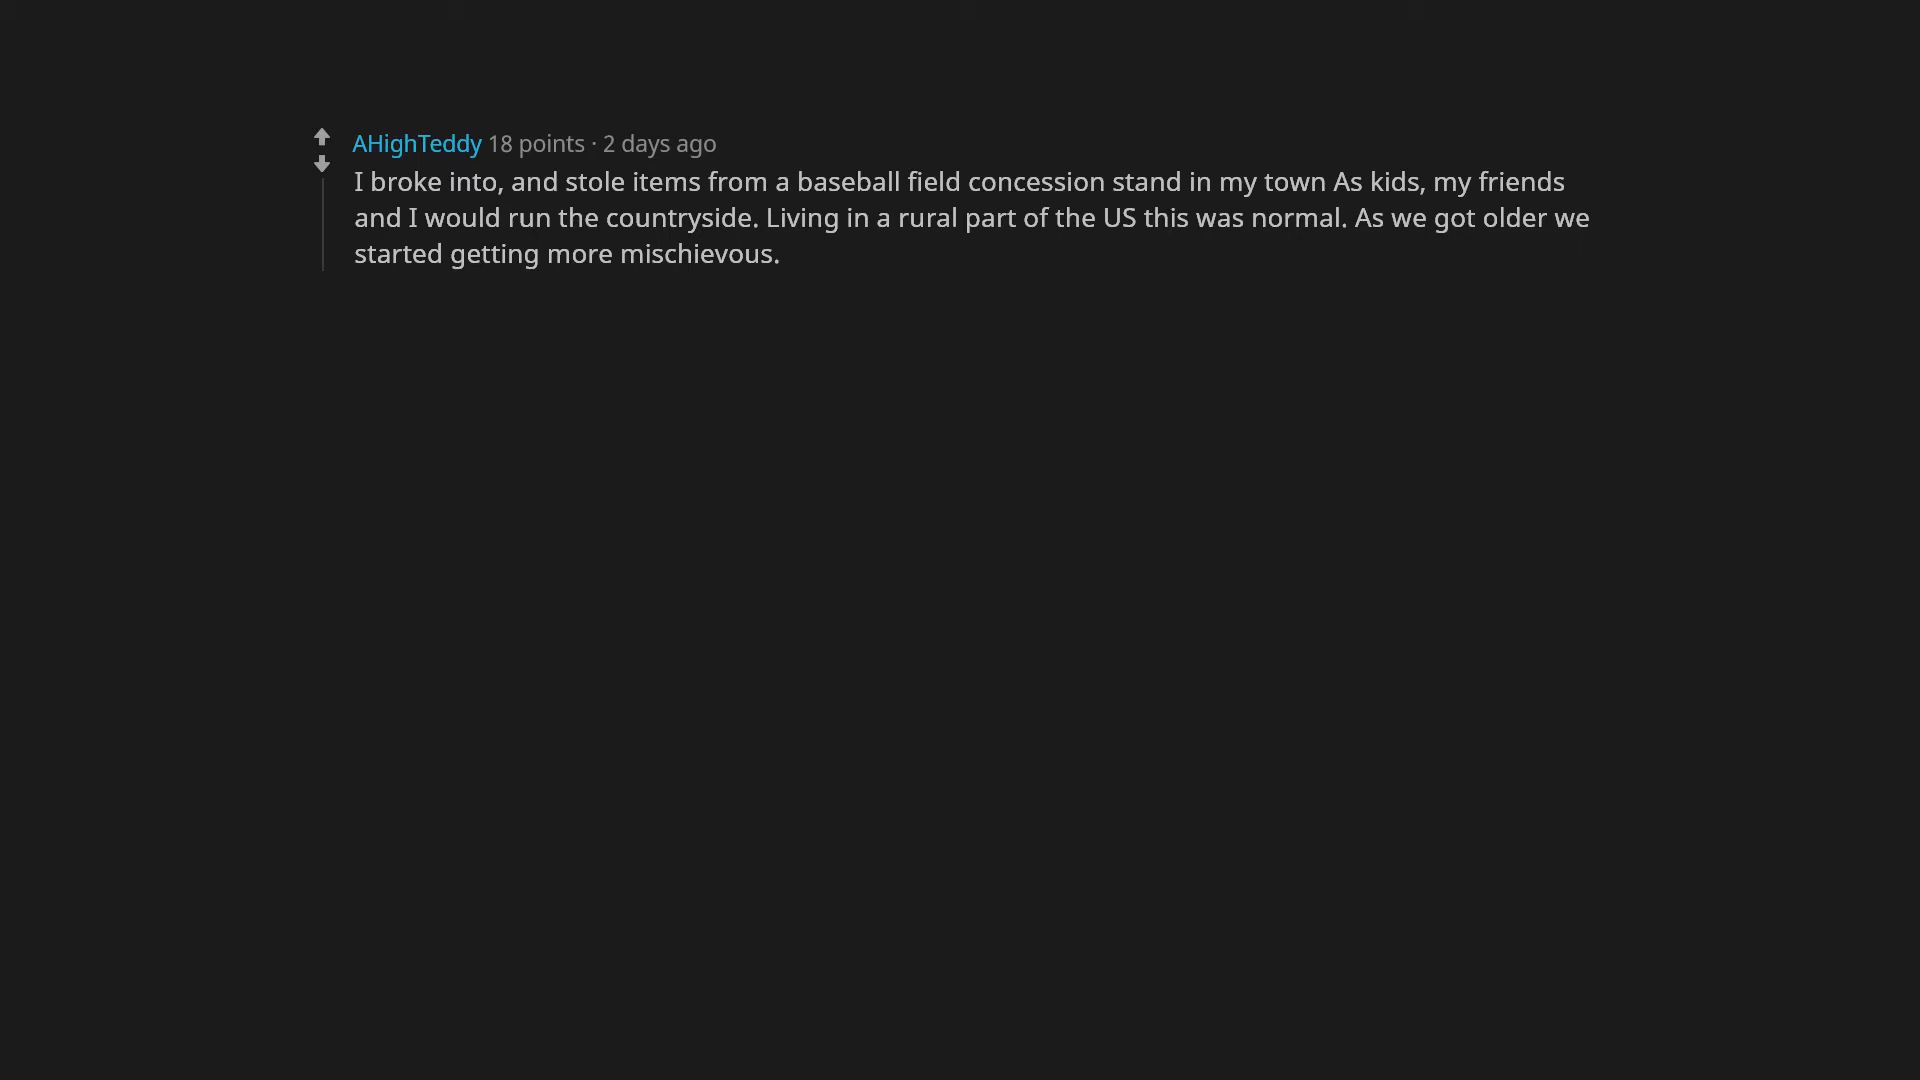 AHighTeddy 18 points · 2 days ago
I broke into, and stole items from a baseball field concession stand in my town As kids, my friends
and I would run the countryside. Living in a rural part of the US this was normal. As we got older we
started getting more mischievous.